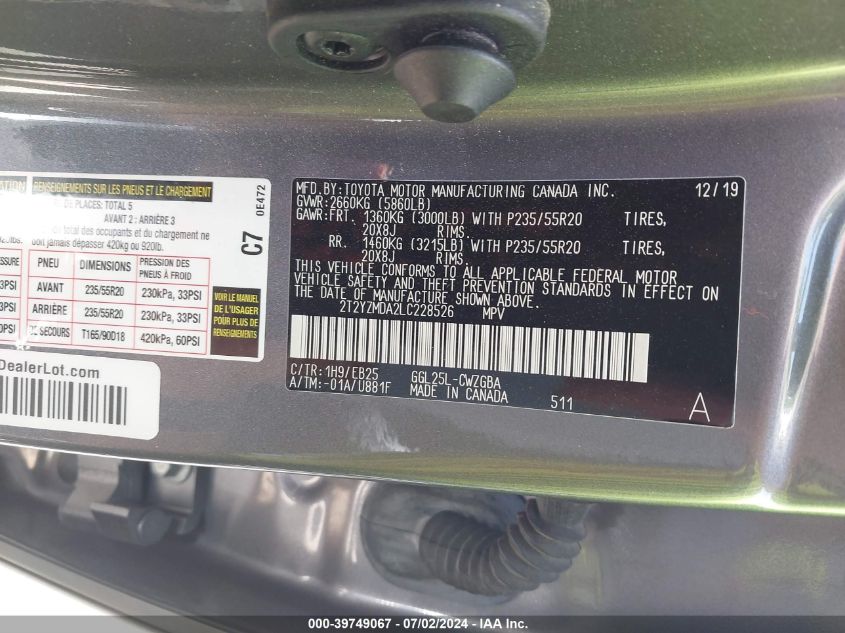 ATION
RENSEIGNEMENTS SUR LES PNEUS ET LE CHARGEMENT
DE PLACES: TOTAL 5
AVANT 2 : ARRIÈRE 3
du total des occupants et du chargement ne
doit jamais dépasser 420kg ou 920lb.
PNEU DIMENSIONS PRESSION DES PNEUS À FROID
AVANT 235/55R20 230kPa, 33PSI
ARRIÈRE 235/55R20 230kPa, 33PSI
SECOURS T165/90D18 420kPa, 60PSI
VOIR LE MANUEL
DE L'USAGER
POUR PLUS DE
RENSEIGNEMENTS
C7
0E472
DealerLot.com
MFD.BY:TOYOTA MOTOR MANUFACTURING CANADA INC. 12/19
GVWR:2660KG (5860LB)
GAWR:FRT. 1360KG (3000LB) WITH P235/55R20 TIRES,
20X8J RIMS.
RR. 1460KG (3215LB) WITH P235/55R20 TIRES,
20X8J RIMS.
THIS VEHICLE CONFORMS TO ALL APPLICABLE FEDERAL MOTOR
VEHICLE SAFETY AND THEFT PREVENTION STANDARDS IN EFFECT ON
THE DATE OF MANUFACTURE SHOWN ABOVE.
2T2YZMDA2LC228526 MPV
C/TR:1H9/EB25 GGL25L-CWZGBA
A/TM:-01A/U881F MADE IN CANADA 511 A
000-39749067 - 07/02/2024 -